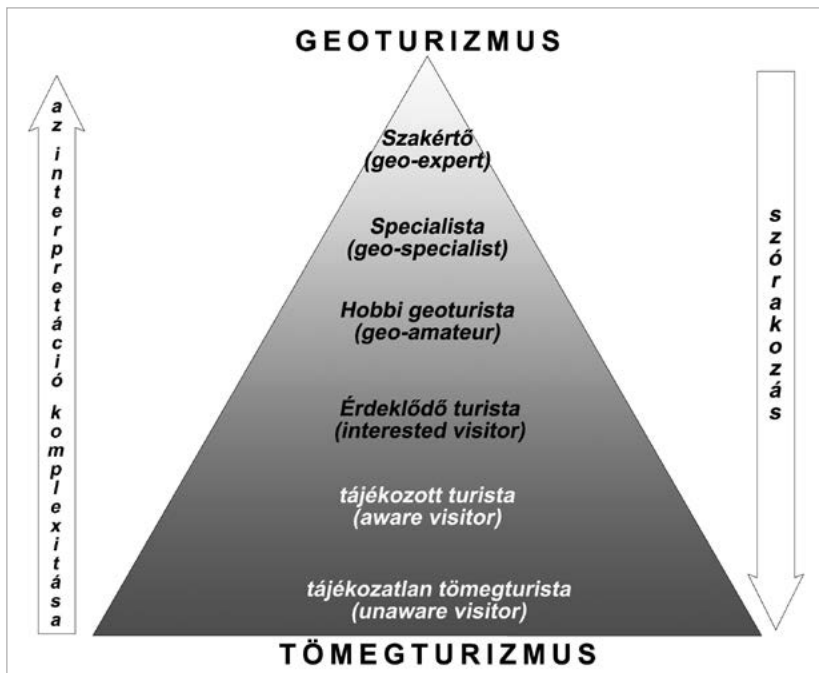 GEOTURIZMUS
az interpretáció komplexitása
Szakértő
(geo-expert)
Specialista
(geo-specialist)
Hobbi geoturista
(geo-amateur)
Érdeklődő turista
(interested visitor)
tájékozott turista
(aware visitor)
tájékozatlan tömegturista
(unaware visitor)
szórakozás
TÖMEGTURIZMUS